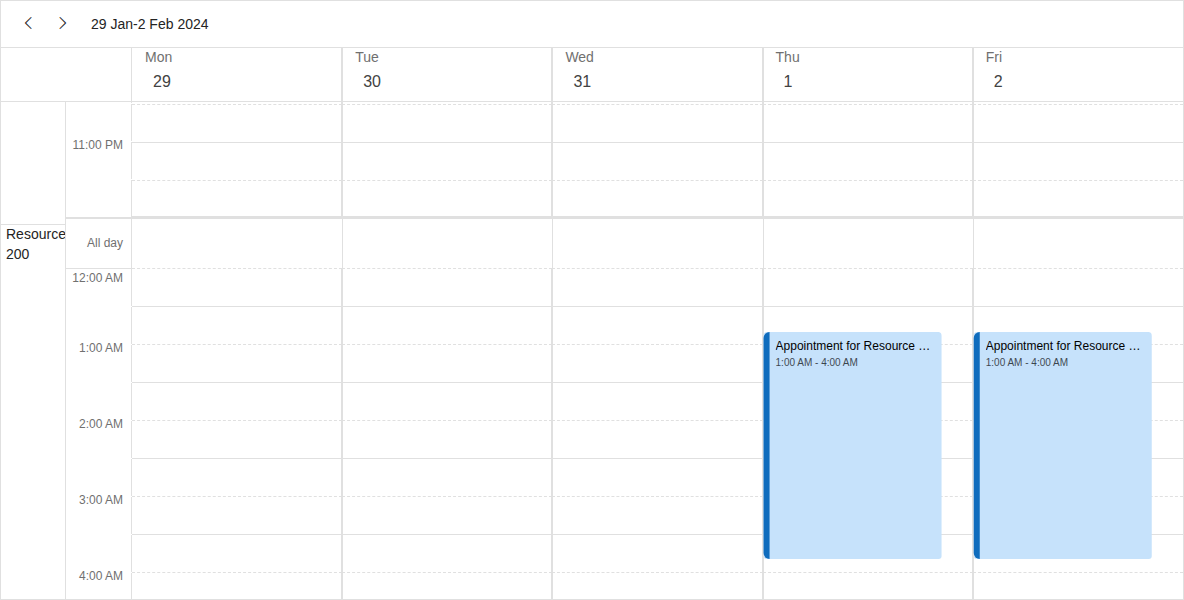 29 Jan-2 Feb 2024
Mon
Tue
Wed
Thu
Fri
29
30
31
1
2
11:00 PM
Resource
200
All day
12:00 AM
1:00 AM
Appointment for Resource …
1:00 AM - 4:00 AM
Appointment for Resource …
1:00 AM - 4:00 AM
2:00 AM
3:00 AM
4:00 AM